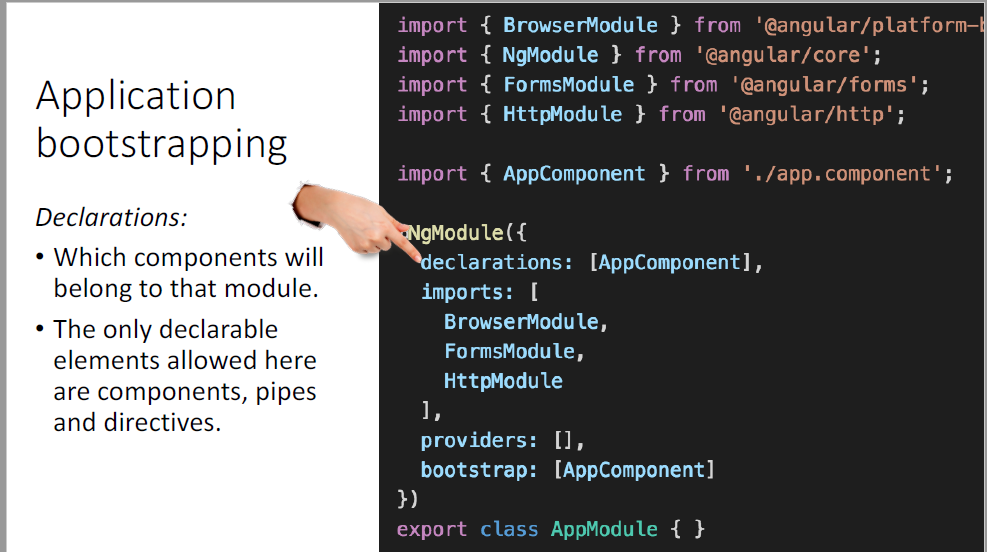 Application
bootstrapping
Declarations:
• Which components will
belong to that module.
• The only declarable
elements allowed here
are components, pipes
and directives.
import { BrowserModule } from '@angular/platform-b
import { NgModule } from '@angular/core';
import { FormsModule } from '@angular/forms';
import { HttpModule } from '@angular/http';
import { AppComponent } from './app.component';
NgModule({
declarations: [AppComponent],
imports: [
BrowserModule,
FormsModule,
HttpModule
],
providers: [],
bootstrap: [AppComponent]
})
export class AppModule { }